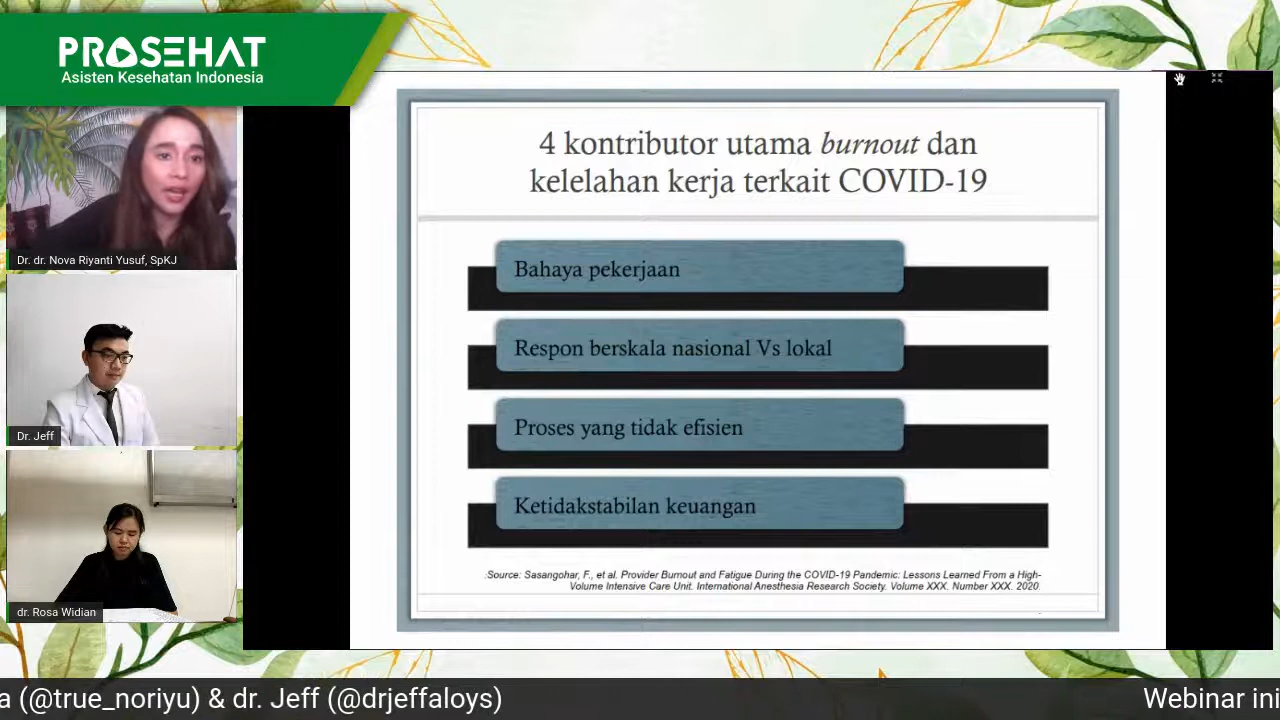 PROSEHAT
Asisten Kesehatan Indonesia
Dr. dr. Nova Riyanti Yusuf, SpKJ
Dr. Jeff
dr. Rosa Widian
4 kontributor utama burnout dan
kelelahan kerja terkait COVID-19
Bahaya pekerjaan
Respon berskala nasional Vs lokal
Proses yang tidak efisien
Ketidakstabilan keuangan
.Source: Sasangohar, F., et al. Provider Burnout and Fatigue During the COVID-19 Pandemic: Lessons Learned From a High-
Volume Intensive Care Unit. International Anesthesia Research Society. Volume XXX. Number XXX. 2020.
a (@true_noriyu) & dr. Jeff (@drjeffaloys)
Webinar ini